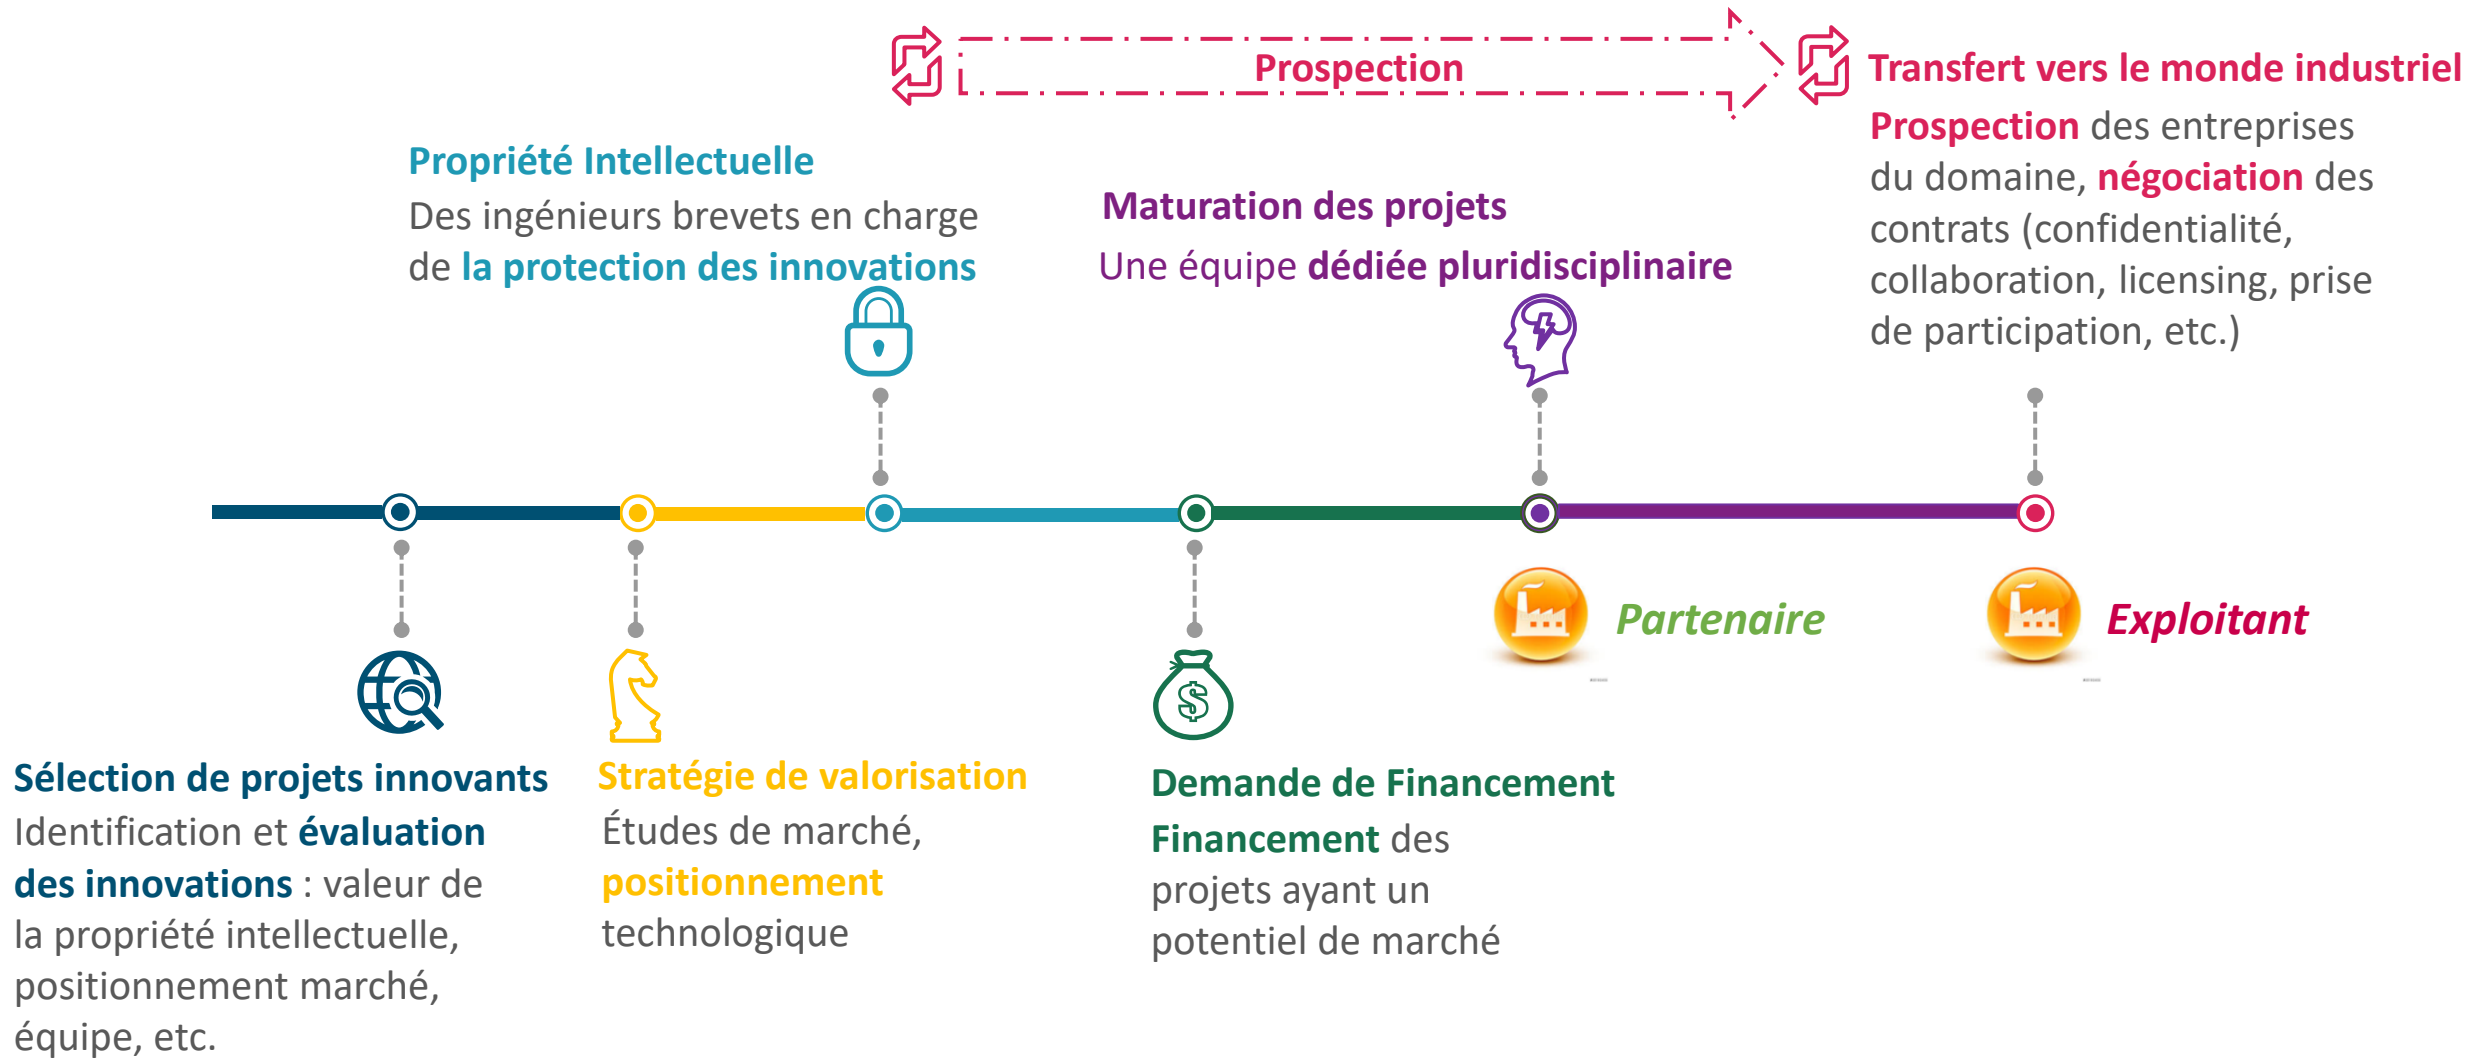 Prospection
Transfert vers le monde industriel
Prospection des entreprises
du domaine, négociation des
contrats (confidentialité,
collaboration, licensing, prise
de participation, etc.)
Propriété Intellectuelle
Des ingénieurs brevets en charge
de la protection des innovations
Maturation des projets
Une équipe dédiée pluridisciplinaire
Partenaire
Exploitant
$
Sélection de projets innovants
Identification et évaluation
des innovations : valeur de
la propriété intellectuelle,
positionnement marché,
équipe, etc.
Stratégie de valorisation
Études de marché,
positionnement
technologique
Demande de Financement
Financement des
projets ayant un
potentiel de marché